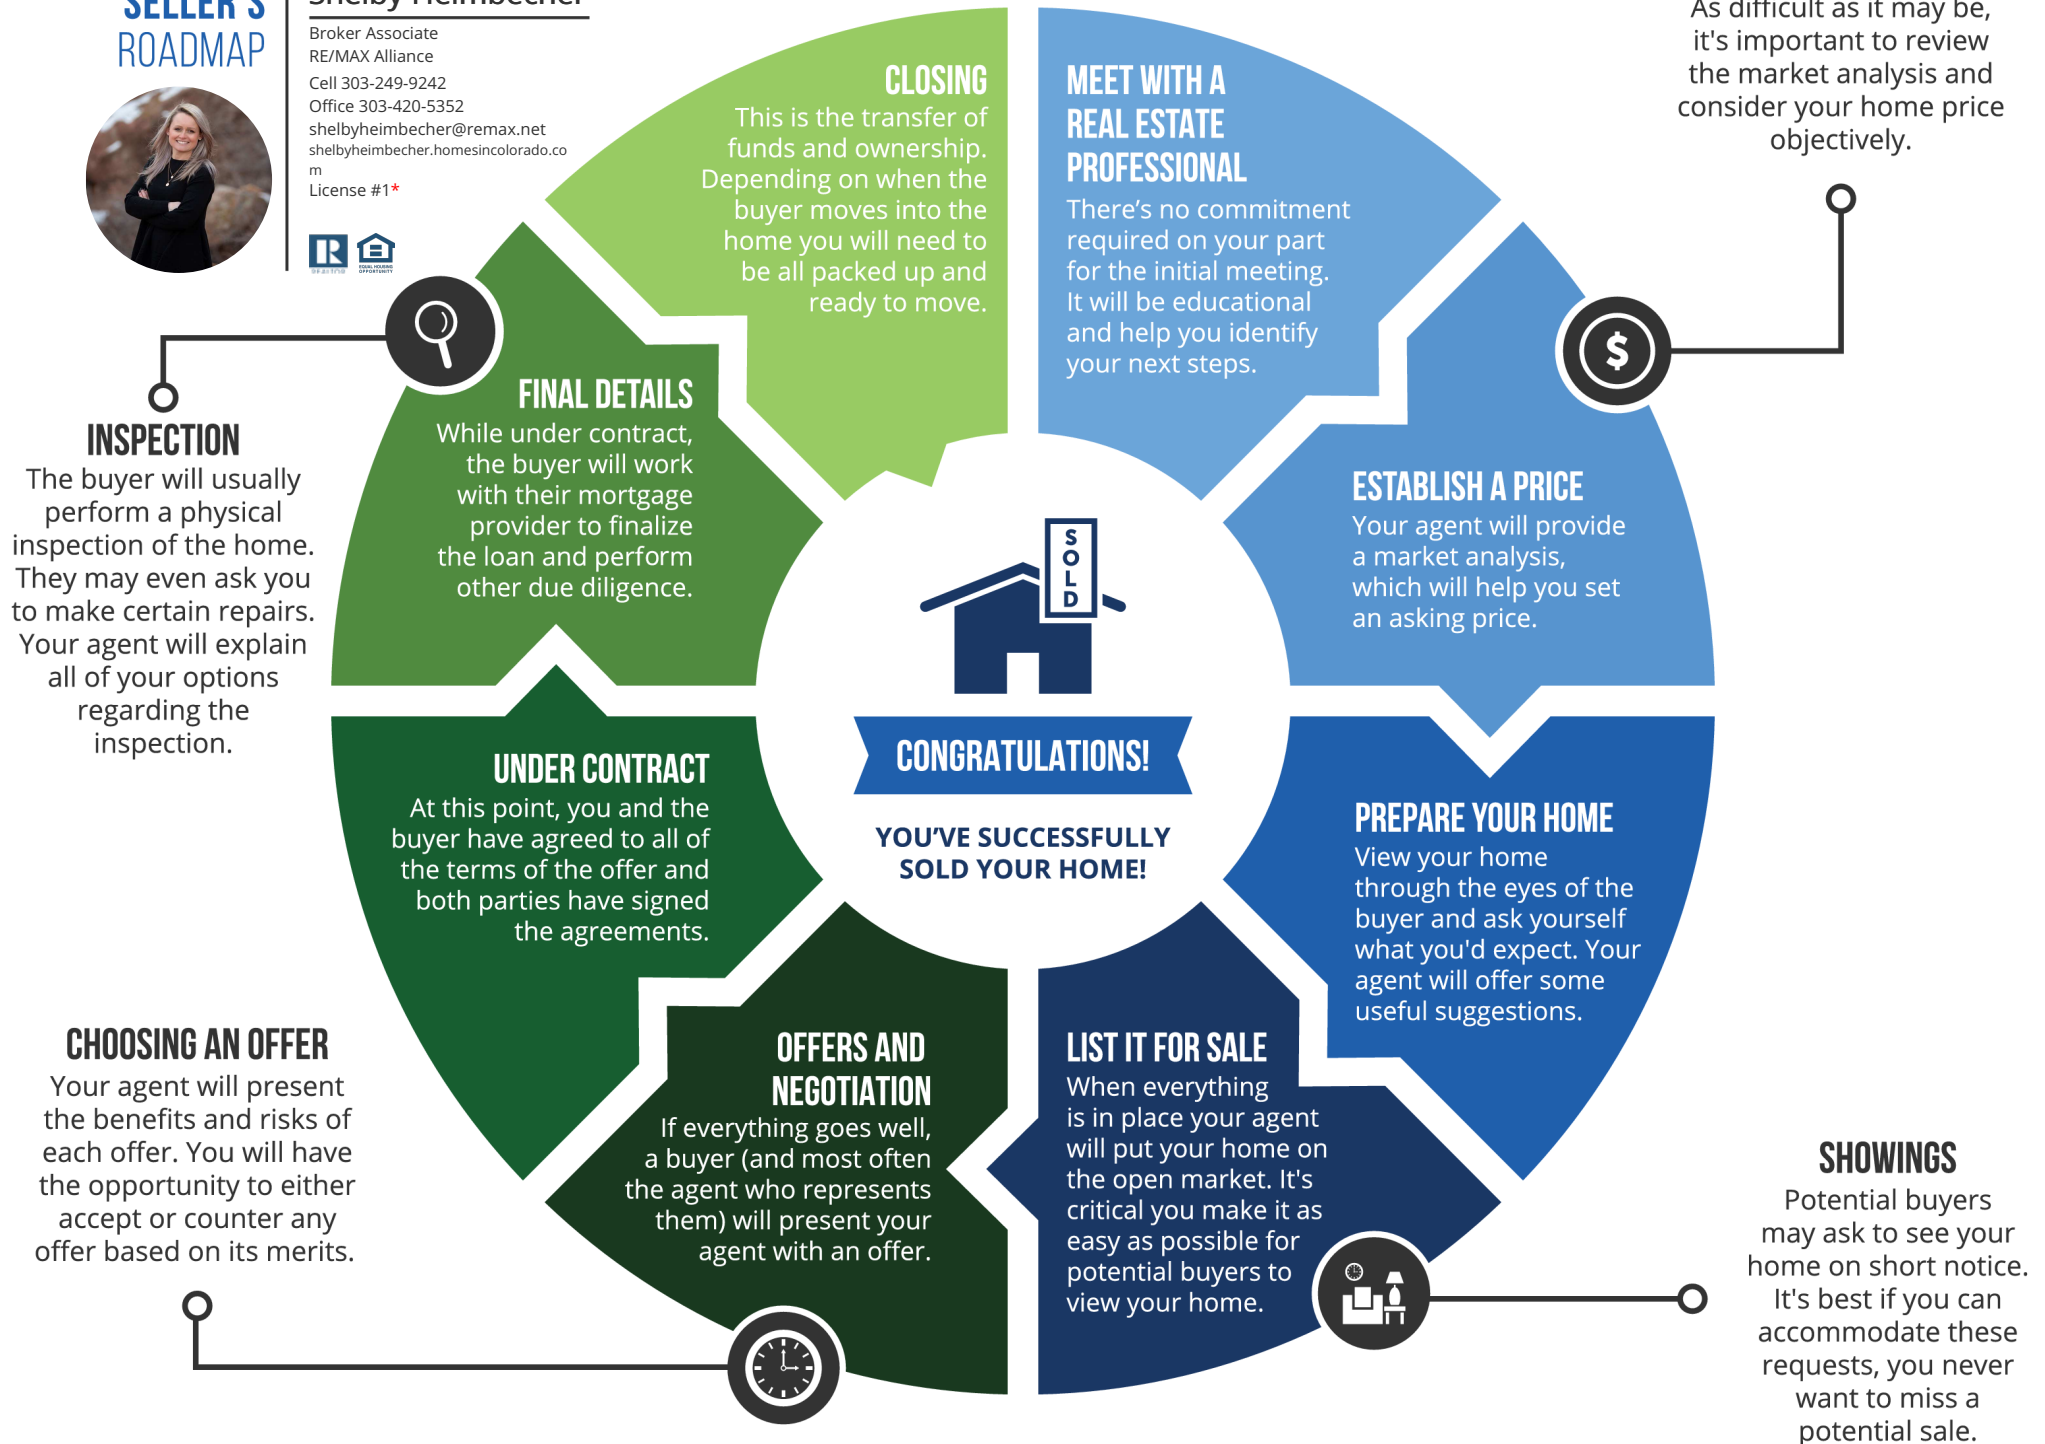 SELLER'S
ROADMAP
Shelby Heimbecher
Broker Associate
RE/MAX Alliance
Cell 303-249-9242
Office 303-420-5352
shelbyheimbecher@remax.net
shelbyheimbecher.homesincolorado.co
m
License #1*
REALTOR
EQUAL HOUSING
OPPORTUNITY
CLOSING
This is the transfer of
funds and ownership.
Depending on when the
buyer moves into the
home you will need to
be all packed up and
ready to move.
MEET WITH A
REAL ESTATE
PROFESSIONAL
There’s no commitment
required on your part
for the initial meeting.
It will be educational
and help you identify
your next steps.
As difficult as it may be,
it's important to review
the market analysis and
consider your home price
objectively.
$
ESTABLISH A PRICE
Your agent will provide
a market analysis,
which will help you set
an asking price.
PREPARE YOUR HOME
View your home
through the eyes of the
buyer and ask yourself
what you'd expect. Your
agent will offer some
useful suggestions.
LIST IT FOR SALE
When everything
is in place your agent
will put your home on
the open market. It's
critical you make it as
easy as possible for
potential buyers to
view your home.
SHOWINGS
Potential buyers
may ask to see your
home on short notice.
It's best if you can
accommodate these
requests, you never
want to miss a
potential sale.
OFFERS AND
NEGOTIATION
If everything goes well,
a buyer (and most often
the agent who represents
them) will present your
agent with an offer.
CHOOSING AN OFFER
Your agent will present
the benefits and risks of
each offer. You will have
the opportunity to either
accept or counter any
offer based on its merits.
UNDER CONTRACT
At this point, you and the
buyer have agreed to all of
the terms of the offer and
both parties have signed
the agreements.
FINAL DETAILS
While under contract,
the buyer will work
with their mortgage
provider to finalize
the loan and perform
other due diligence.
INSPECTION
The buyer will usually
perform a physical
inspection of the home.
They may even ask you
to make certain repairs.
Your agent will explain
all of your options
regarding the
inspection.
SOLD
CONGRATULATIONS!
YOU’VE SUCCESSFULLY
SOLD YOUR HOME!